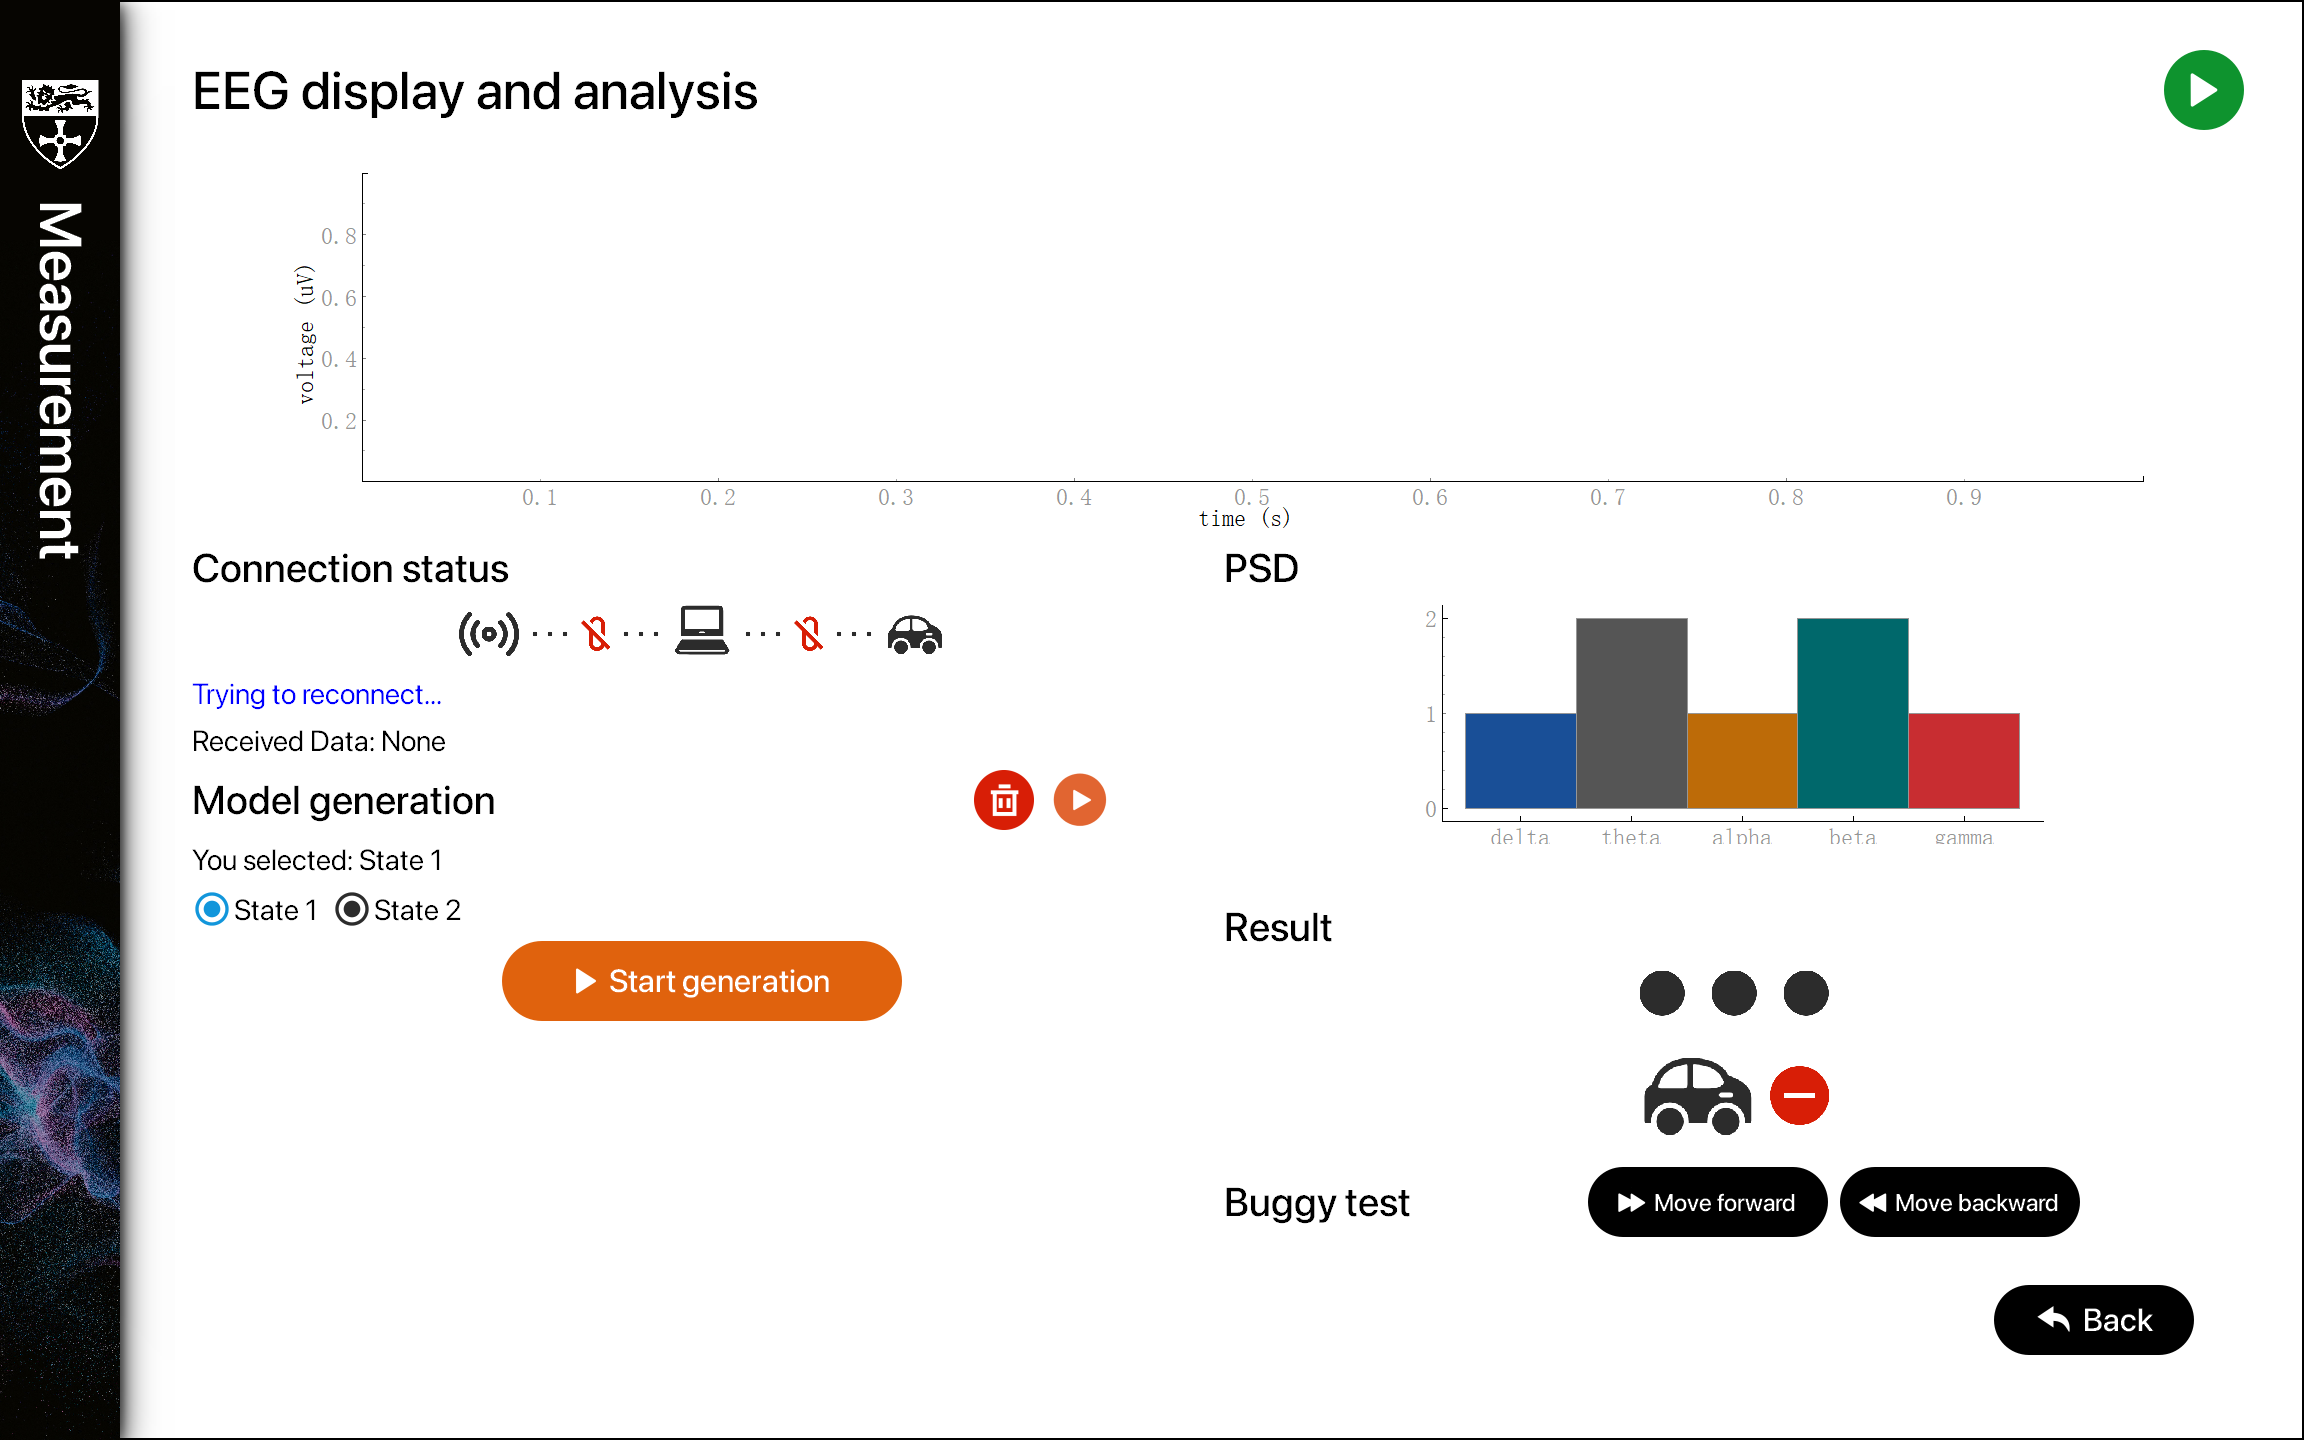 Measurement
EEG display and analysis
voltage (uV)
0.8
0.6
0.4
0.2
0.1 0.2 0.3 0.4 0.5 0.6 0.7 0.8 0.9
time (s)
Connection status
Trying to reconnect...
Received Data: None
Model generation
You selected: State 1
State 1 State 2
Start generation
PSD
2
1
0
delta theta alpha beta gamma
Result
Buggy test
Move forward Move backward
Back